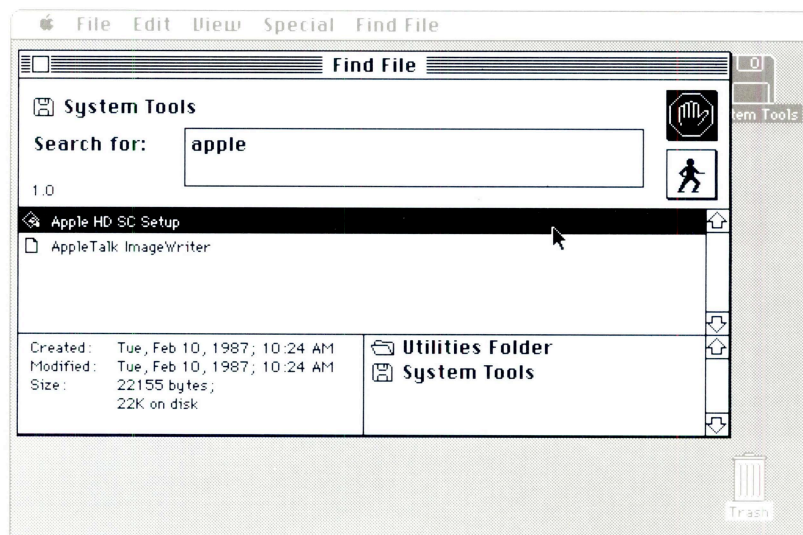 File Edit View Special Find File
Find File
System Tools
Search for: apple
1.0
Apple HD SC Setup
AppleTalk ImageWriter
Created: Tue, Feb 10, 1987; 10:24 AM
Modified: Tue, Feb 10, 1987; 10:24 AM
Size: 22155 bytes;
22K on disk
Utilities Folder
System Tools
tem Tools
Trash